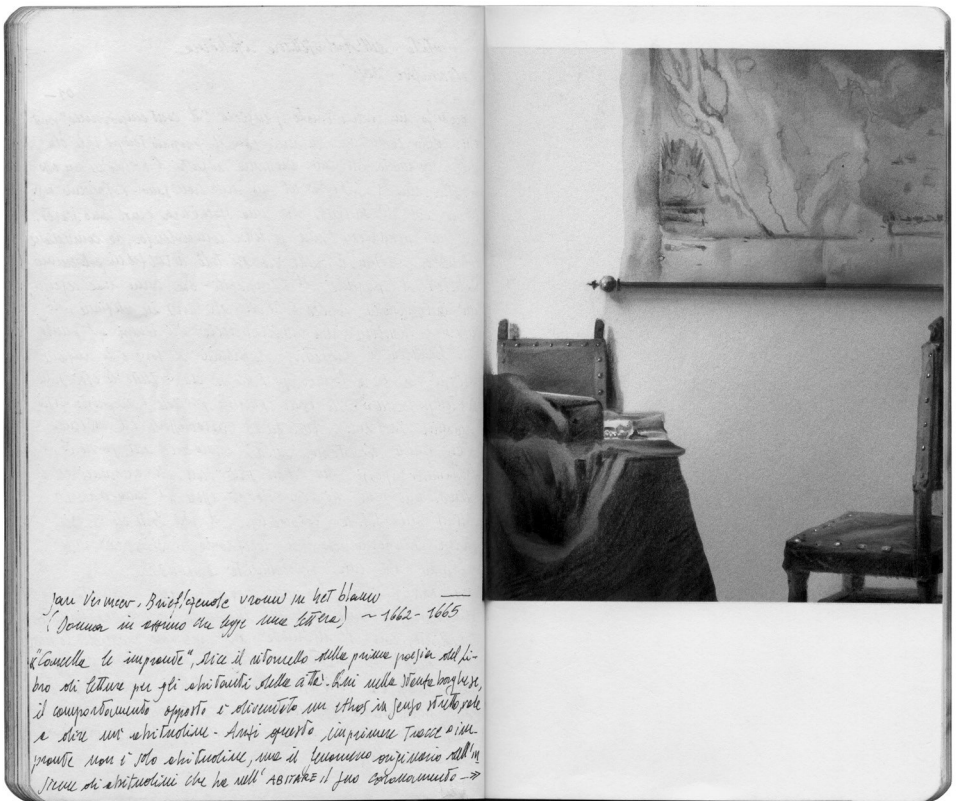 Jan Vermeer, Brieflezende vrouw in het blauw
(Donna in azzurro che legge una lettera) ~ 1662-1665
"Cancella le impronte", dice il ritornello della prima poesia del Li-
bro di letture per gli abitanti della città. Qui nella stanza borghese,
il comportamento opposto è diventato un ethos in senso stretto, vale
a dire un'abitudine. Anzi questo imprimere tracce o im-
pronte non è solo abitudine, ma il fenomeno originario dell'in
sieme di abitudini che ha nell'ABITARE il suo coronamento →»